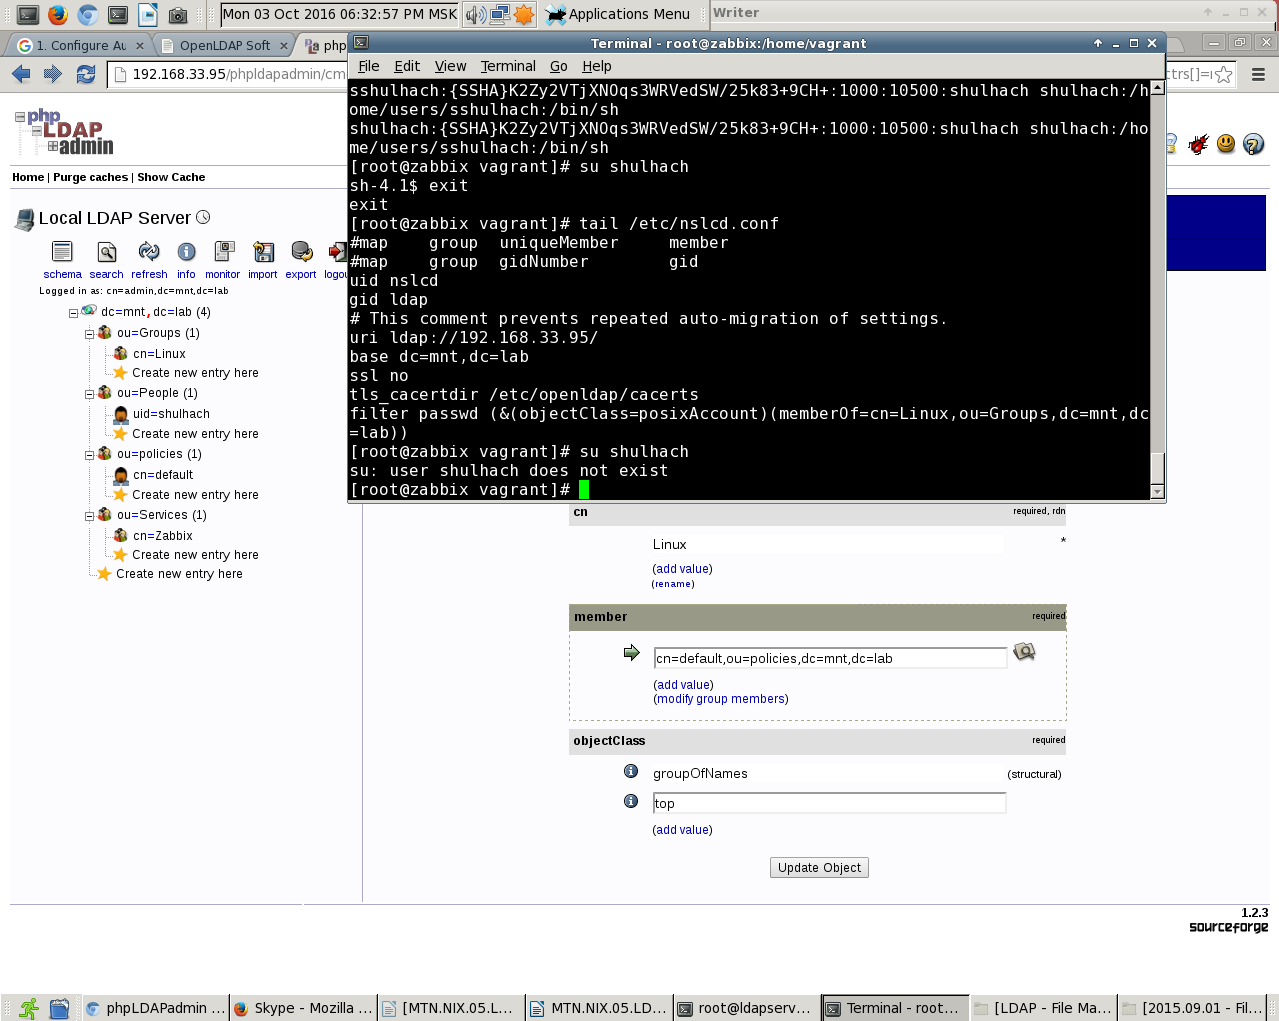 Mon 03 Oct 2016 06:32:57 PM MSK
Applications Menu
Writer
1. Configure Au
OpenLDAP Soft
php
192.168.33.95/phpldapadmin/cm
ctrs[]=
Terminal - root@zabbix:/home/vagrant
File Edit View Terminal Go Help
sshulhach:{SSHA}K2Zy2VTjXNOqs3WRVedSW/25k83+9CH+:1000:10500:shulhach shulhach:/h
ome/users/sshulhach:/bin/sh
shulhach:{SSHA}K2Zy2VTjXNOqs3WRVedSW/25k83+9CH+:1000:10500:shulhach shulhach:/ho
me/users/sshulhach:/bin/sh
[root@zabbix vagrant]# su shulhach
sh-4.1$ exit
exit
[root@zabbix vagrant]# tail /etc/nslcd.conf
#map group uniqueMember member
#map group gidNumber gid
uid nslcd
gid ldap
# This comment prevents repeated auto-migration of settings.
uri ldap://192.168.33.95/
base dc=mnt,dc=lab
ssl no
tls_cacertdir /etc/openldap/cacerts
filter passwd (&(objectClass=posixAccount)(memberOf=cn=Linux,ou=Groups,dc=mnt,dc
=lab))
[root@zabbix vagrant]# su shulhach
su: user shulhach does not exist
[root@zabbix vagrant]#
php
LDAP
admin
Home | Purge caches | Show Cache
Local LDAP Server
schema search refresh info monitor import export logou
Logged in as: cn=admin,dc=mnt,dc=lab
dc=mnt,dc=lab (4)
ou=Groups (1)
cn=Linux
Create new entry here
ou=People (1)
uid=shulhach
Create new entry here
ou=policies (1)
cn=default
Create new entry here
ou=Services (1)
cn=Zabbix
Create new entry here
Create new entry here
cn required, rdn
Linux *
(add value)
(rename)
member required
cn=default,ou=policies,dc=mnt,dc=lab
(add value)
(modify group members)
objectClass required
groupOfNames (structural)
top
(add value)
Update Object
1.2.3
sourceforge
phpLDAPadmin ...
Skype - Mozilla ...
[MTN.NIX.05.L...
MTN.NIX.05.LD...
root@ldapserv...
Terminal - root...
[LDAP - File Ma...
[2015.09.01 - Fil...